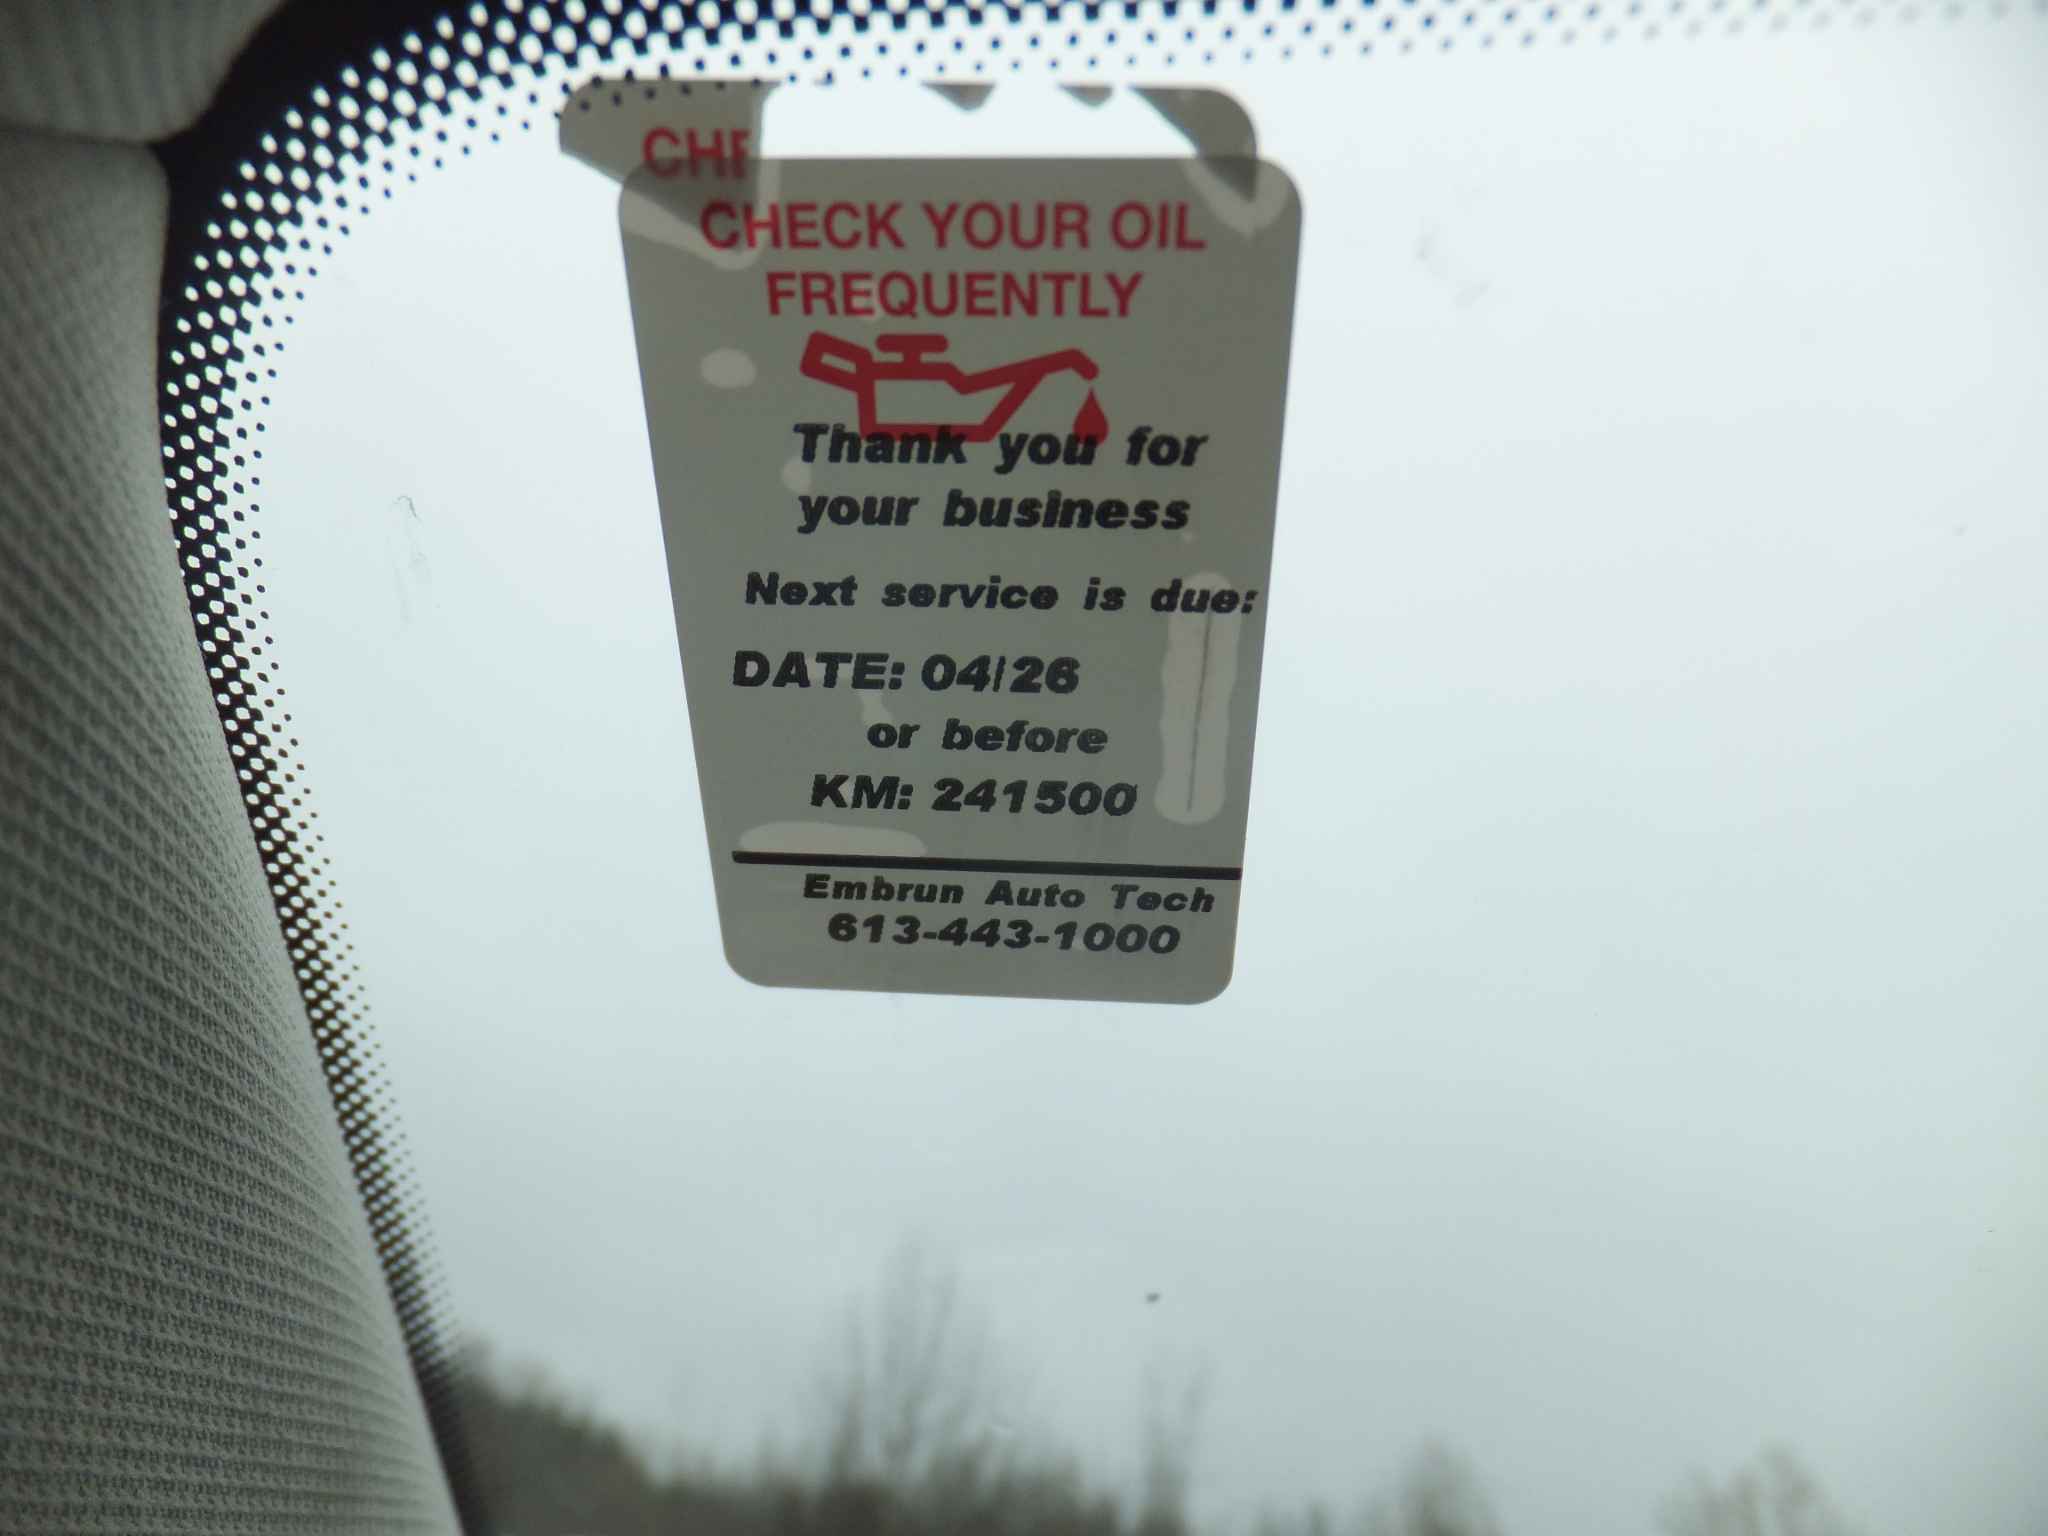 CHE
CHECK YOUR OIL
FREQUENTLY
Thank you for
your business
Next service is due:
DATE: 04/26
or before
KM: 241500
Embrun Auto Tech
613-443-1000